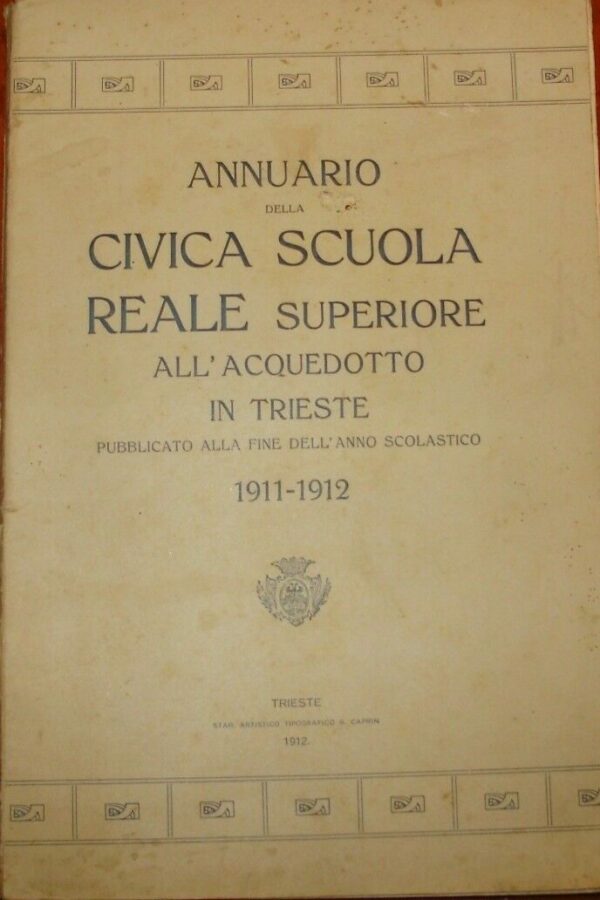 ANNUARIO
DELLA
CIVICA SCUOLA
REALE SUPERIORE
ALL'ACQUEDOTTO
IN TRIESTE
PUBBLICATO ALLA FINE DELL'ANNO SCOLASTICO
1911-1912
TRIESTE
STAB. ARTISTICO TIPOGRAFICO G. CAPRIN
1912.